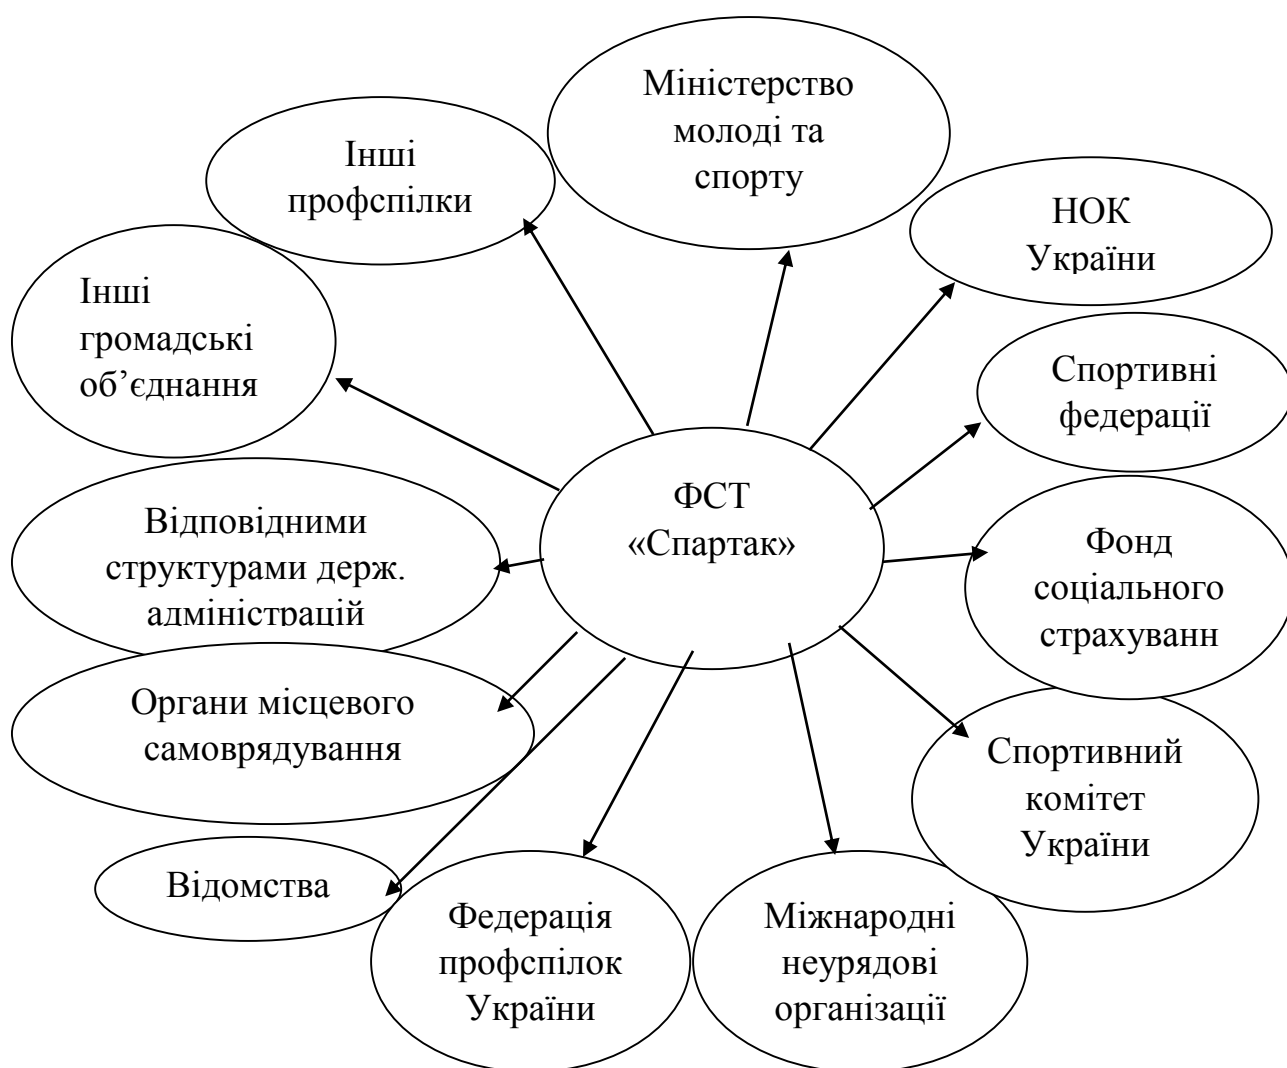 Міністерство
молоді та
спорту
Інші
профспілки
НОК
України
Інші
громадські
об’єднання
Спортивні
федерації
ФСТ
«Спартак»
Відповідними
структурами держ.
адміністрацій
Фонд
соціального
страхуванн
Органи місцевого
самоврядування
Спортивний
комітет
України
Відомства
Федерація
профспілок
України
Міжнародні
неурядові
організації